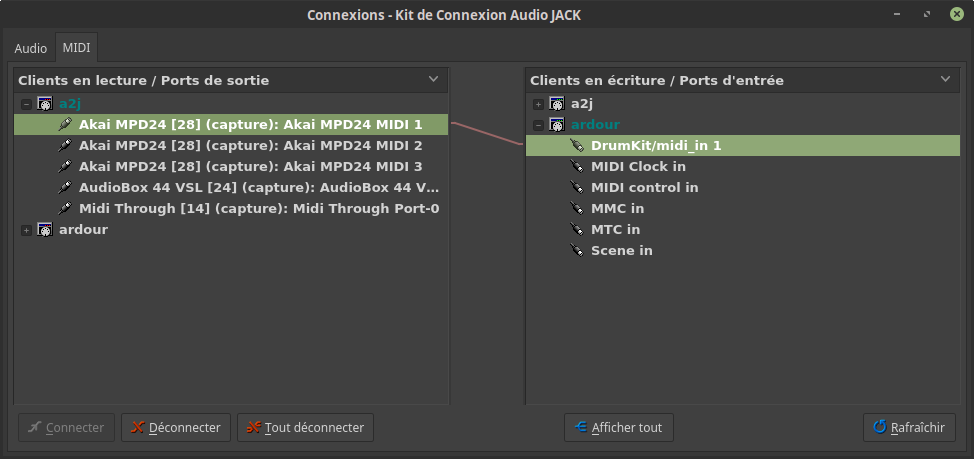 Connexions - Kit de Connexion Audio JACK
Audio MIDI
Clients en lecture / Ports de sortie
a2j
Akai MPD24 [28] (capture): Akai MPD24 MIDI 1
Akai MPD24 [28] (capture): Akai MPD24 MIDI 2
Akai MPD24 [28] (capture): Akai MPD24 MIDI 3
AudioBox 44 VSL [24] (capture): AudioBox 44 V...
Midi Through [14] (capture): Midi Through Port-0
ardour
Clients en écriture / Ports d'entrée
a2j
ardour
DrumKit/midi_in 1
MIDI Clock in
MIDI control in
MMC in
MTC in
Scene in
Connecter Déconnecter Tout déconnecter Afficher tout Rafraîchir